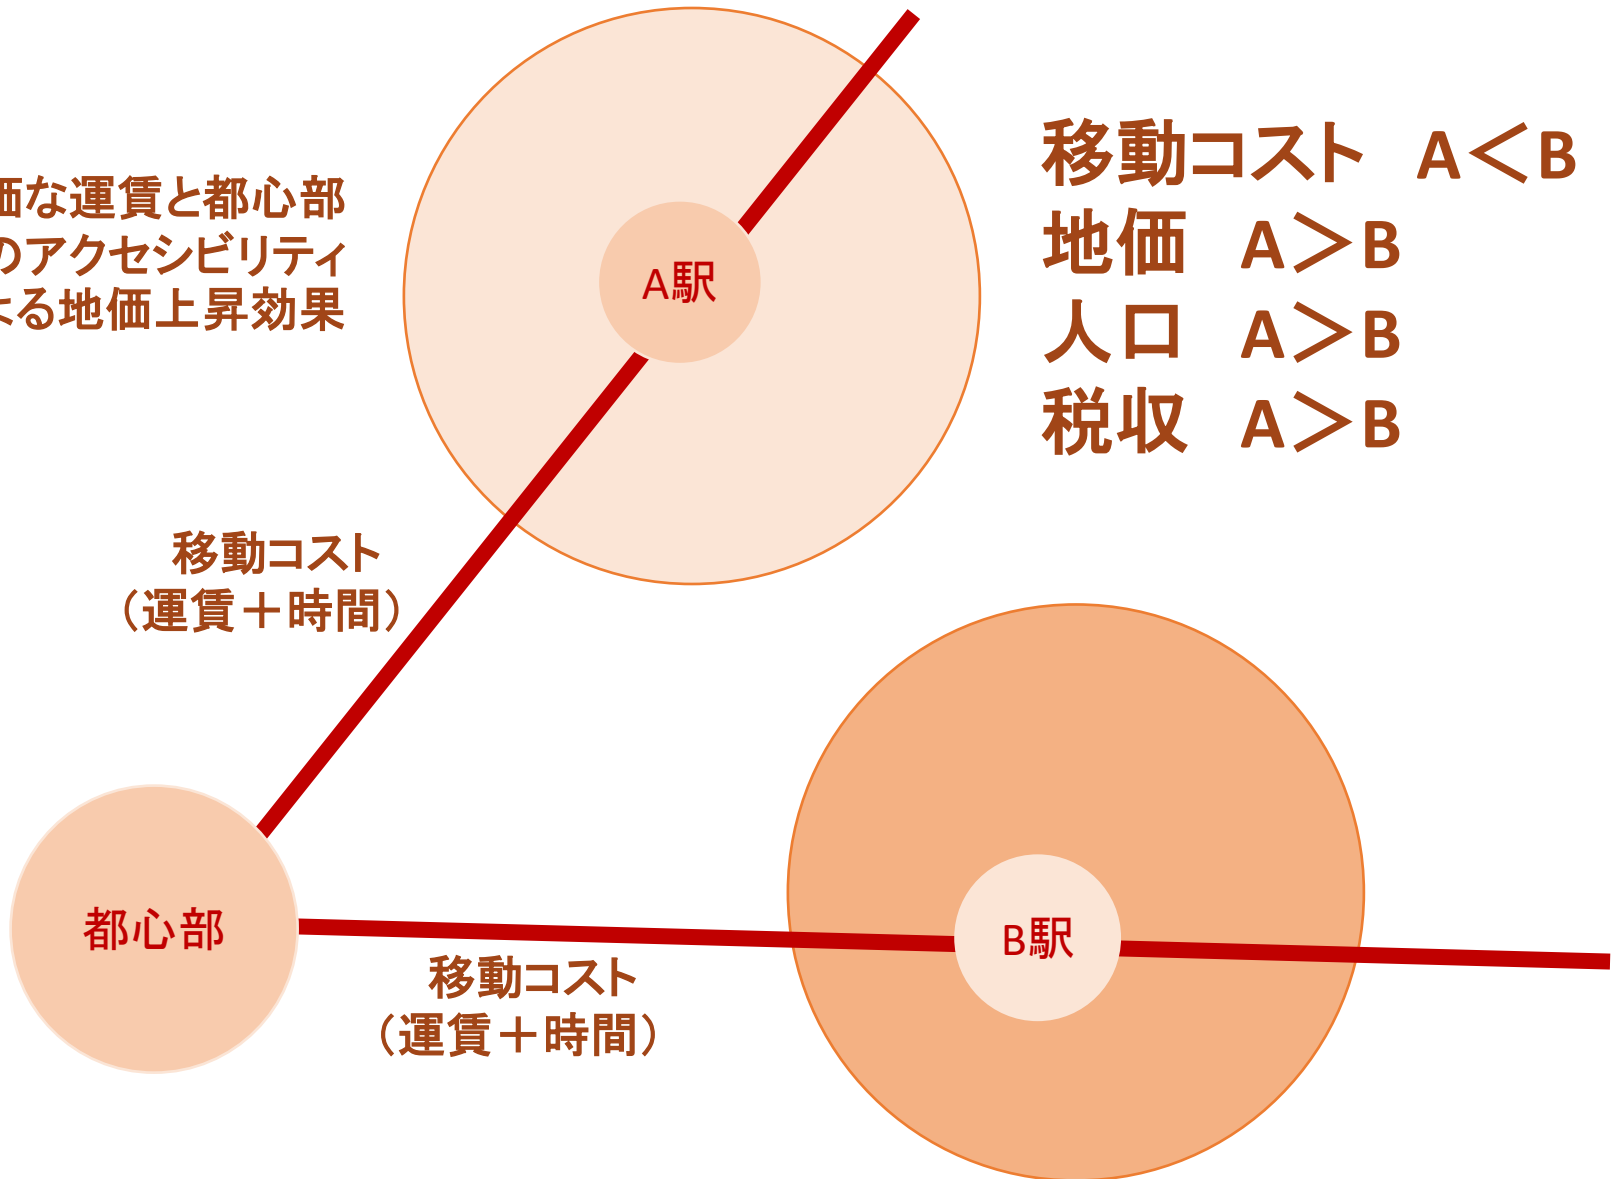 価な運賃と都心部
のアクセシビリティ
よる地価上昇効果
A駅
移動コスト　A＜B
地価　A＞B
人口　A＞B
税収　A＞B
移動コスト
（運賃＋時間）
都心部
B駅
移動コスト
（運賃＋時間）